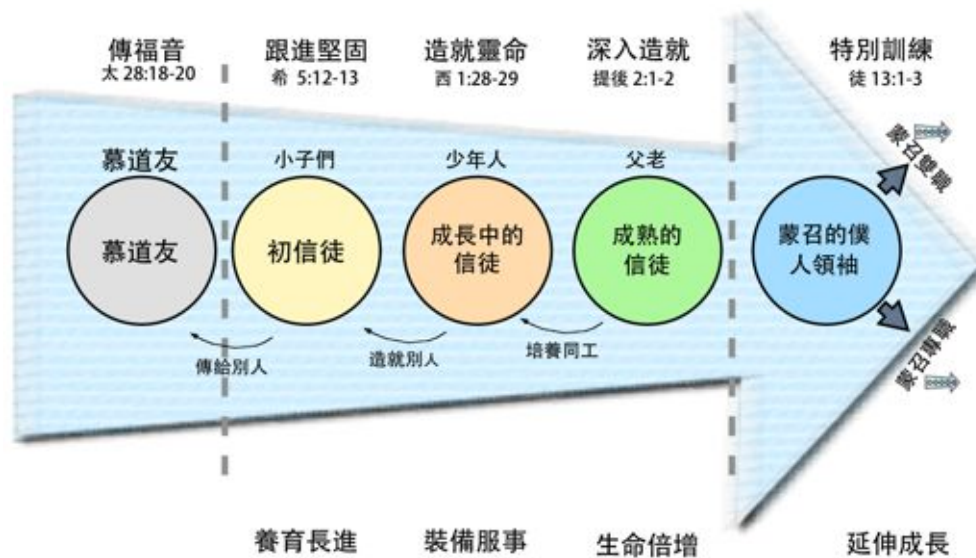 傳福音
太 28:18-20
跟進堅固
希 5:12-13
造就靈命
西 1:28-29
深入造就
提後 2:1-2
特別訓練
徒 13:1-3
慕道友
小子們
少年人
父老
慕道友
初信徒
成長中的
信徒
成熟的
信徒
蒙召的僕
人領袖
蒙召雙職
蒙召專職
傳給別人
造就別人
培養同工
養育長進
裝備服事
生命倍增
延伸成長